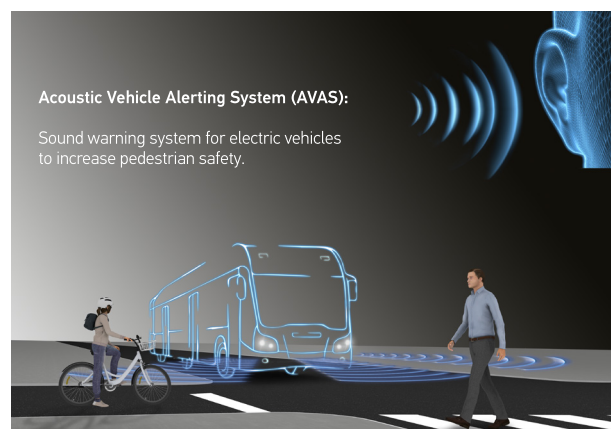 Acoustic Vehicle Alerting System (AVAS):
Sound warning system for electric vehicles
to increase pedestrian safety.